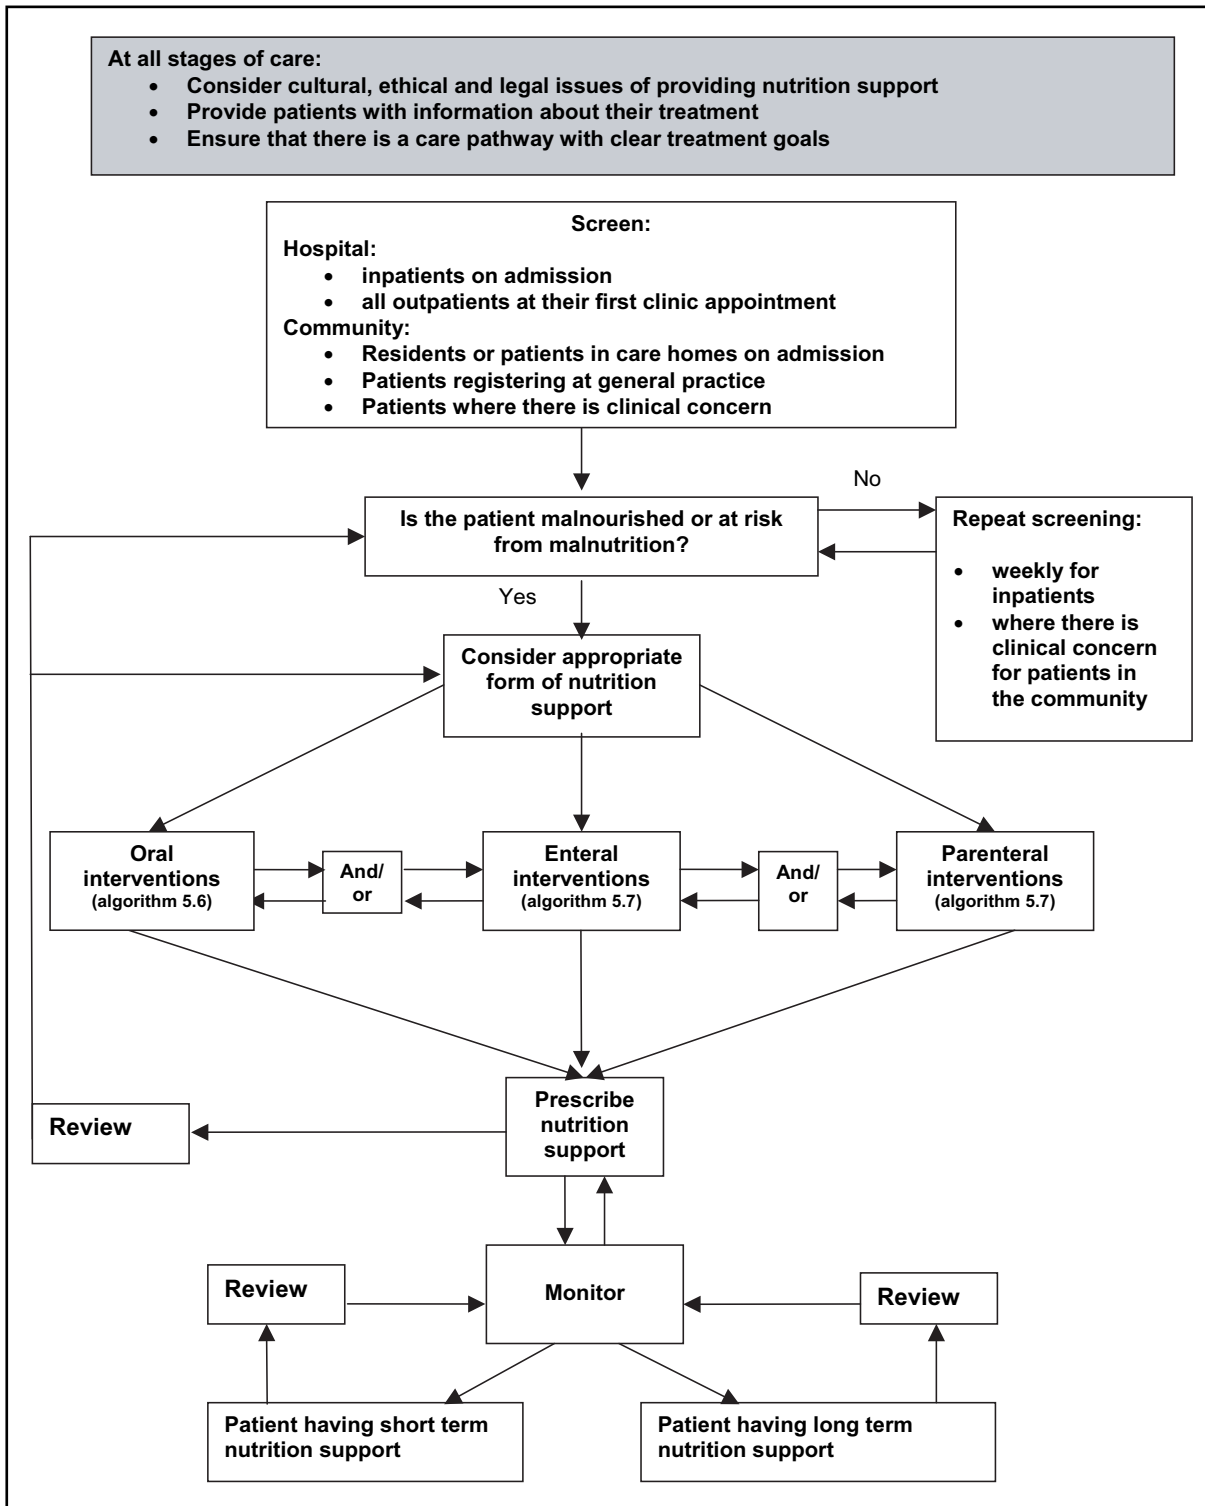 At all stages of care:
• Consider cultural, ethical and legal issues of providing nutrition support
• Provide patients with information about their treatment
• Ensure that there is a care pathway with clear treatment goals
Screen:
Hospital:
• inpatients on admission
• all outpatients at their first clinic appointment
Community:
• Residents or patients in care homes on admission
• Patients registering at general practice
• Patients where there is clinical concern
No
Is the patient malnourished or at risk
from malnutrition?
Repeat screening:
• weekly for
inpatients
• where there is
clinical concern
for patients in
the community
Yes
Consider appropriate
form of nutrition
support
Oral
interventions
(algorithm 5.6)
And/
or
Enteral
interventions
(algorithm 5.7)
And/
or
Parenteral
interventions
(algorithm 5.7)
Prescribe
nutrition
support
Review
Review
Monitor
Review
Patient having short term
nutrition support
Patient having long term
nutrition support